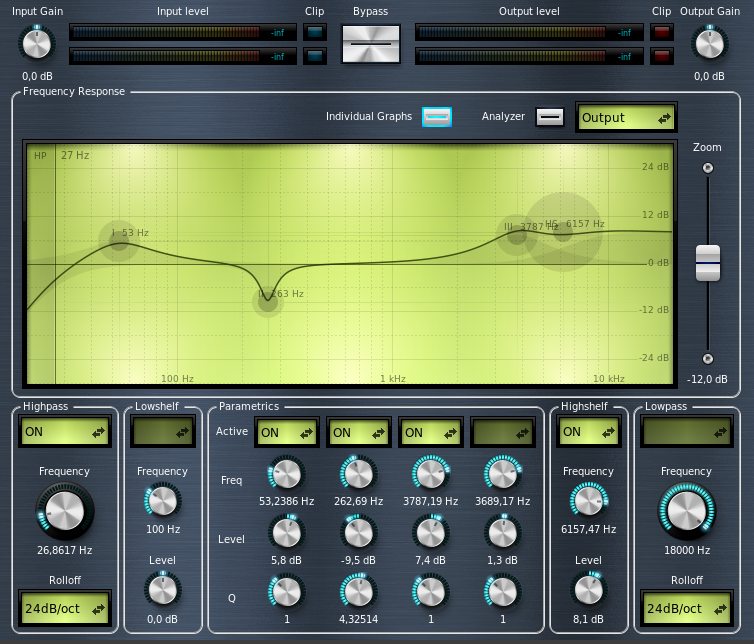 Input Gain
Input level
Clip
Bypass
Output level
Clip
Output Gain
-inf
-inf
-inf
-inf
0,0 dB
0,0 dB
Frequency Response
Individual Graphs
Analyzer
Output
Zoom
HP 27 Hz
24 dB
12 dB
0 dB
-12 dB
-24 dB
I 53 Hz
II 263 Hz
III 3787 Hz
HS 6157 Hz
100 Hz
1 kHz
10 kHz
-12,0 dB
Highpass
ON
Frequency
26,8617 Hz
Rolloff
24dB/oct
Lowshelf
Frequency
100 Hz
Level
0,0 dB
Parametrics
Active
ON
ON
ON
Freq
53,2386 Hz
262,69 Hz
3787,19 Hz
3689,17 Hz
Level
5,8 dB
-9,5 dB
7,4 dB
1,3 dB
Q
1
4,32514
1
1
Highshelf
ON
Frequency
6157,47 Hz
Level
8,1 dB
Lowpass
Frequency
18000 Hz
Rolloff
24dB/oct